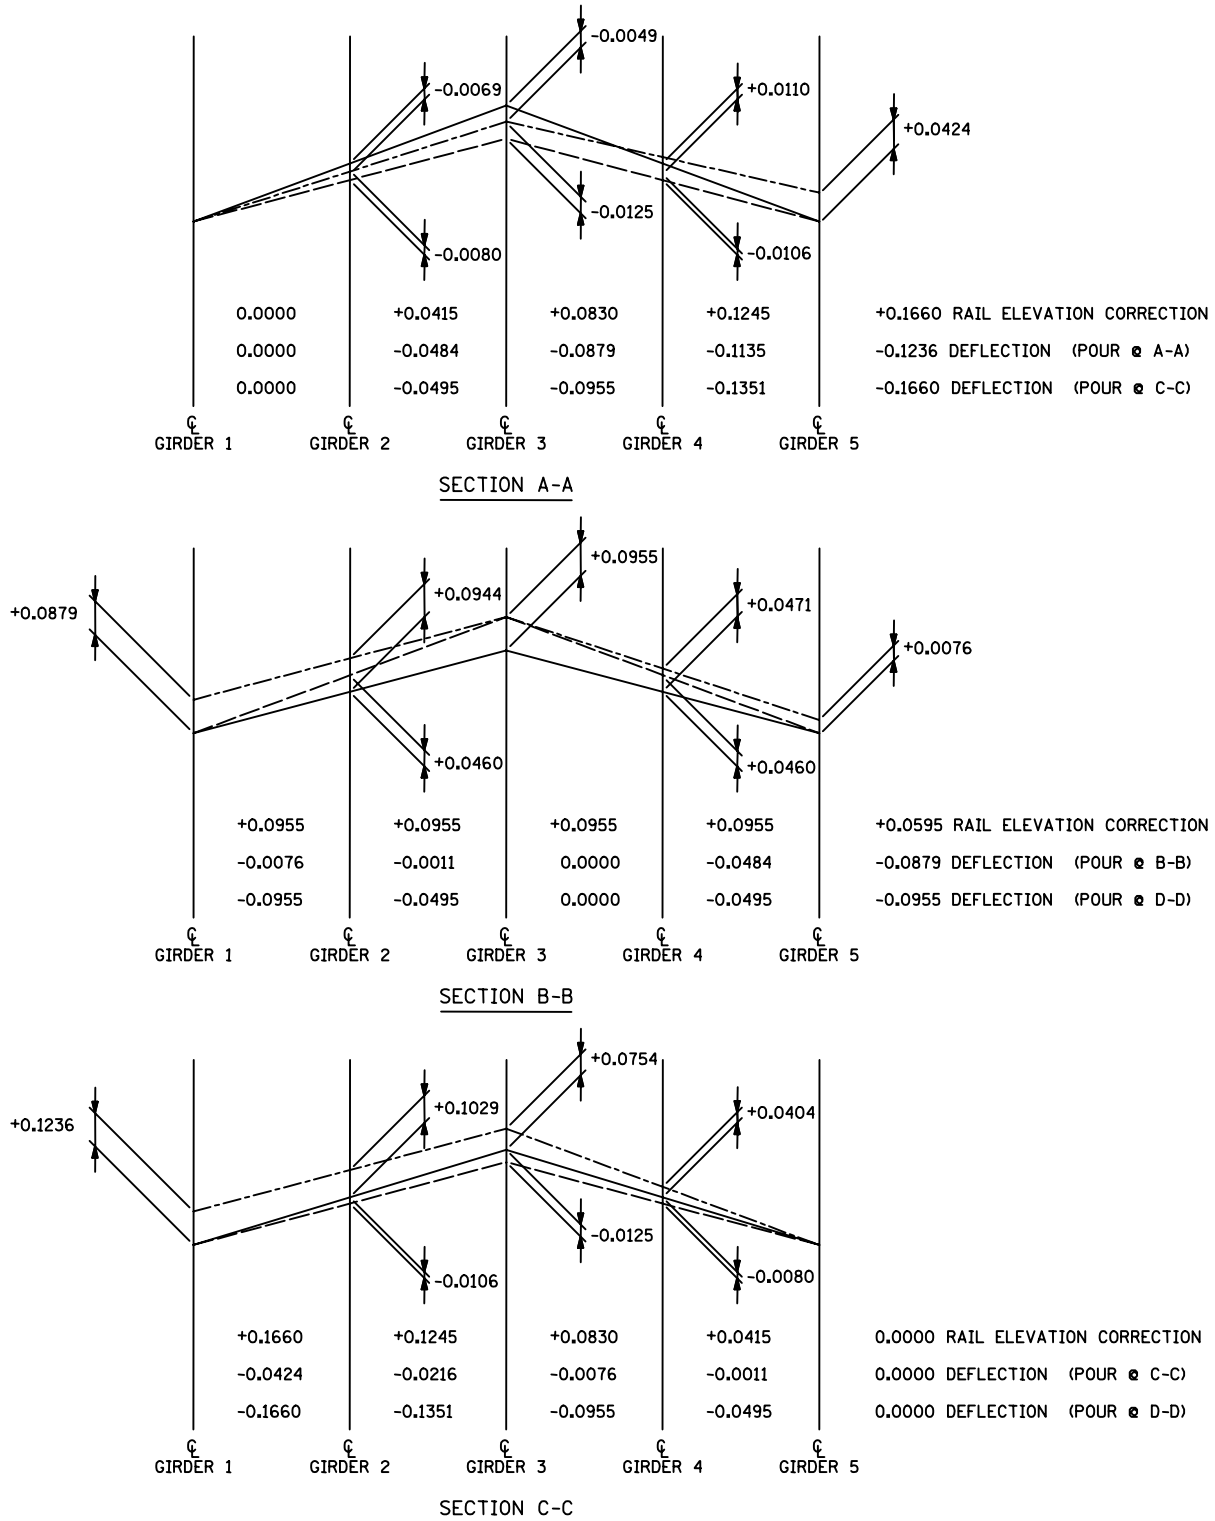 -0.0049
-0.0069
+0.0110
+0.0424
-0.0125
-0.0080
-0.0106
0.0000 +0.0415 +0.0830 +0.1245 +0.1660 RAIL ELEVATION CORRECTION
0.0000 -0.0484 -0.0879 -0.1135 -0.1236 DEFLECTION (POUR @ A-A)
0.0000 -0.0495 -0.0955 -0.1351 -0.1660 DEFLECTION (POUR @ C-C)
℄ ℄ ℄ ℄ ℄
GIRDER 1 GIRDER 2 GIRDER 3 GIRDER 4 GIRDER 5
SECTION A-A
+0.0955
+0.0944
+0.0471
+0.0879
+0.0076
+0.0460
+0.0460
+0.0955 +0.0955 +0.0955 +0.0955 +0.0595 RAIL ELEVATION CORRECTION
-0.0076 -0.0011 0.0000 -0.0484 -0.0879 DEFLECTION (POUR @ B-B)
-0.0955 -0.0495 0.0000 -0.0495 -0.0955 DEFLECTION (POUR @ D-D)
℄ ℄ ℄ ℄ ℄
GIRDER 1 GIRDER 2 GIRDER 3 GIRDER 4 GIRDER 5
SECTION B-B
+0.0754
+0.1029
+0.0404
+0.1236
-0.0125
-0.0106
-0.0080
+0.1660 +0.1245 +0.0830 +0.0415 0.0000 RAIL ELEVATION CORRECTION
-0.0424 -0.0216 -0.0076 -0.0011 0.0000 DEFLECTION (POUR @ C-C)
-0.1660 -0.1351 -0.0955 -0.0495 0.0000 DEFLECTION (POUR @ D-D)
℄ ℄ ℄ ℄ ℄
GIRDER 1 GIRDER 2 GIRDER 3 GIRDER 4 GIRDER 5
SECTION C-C